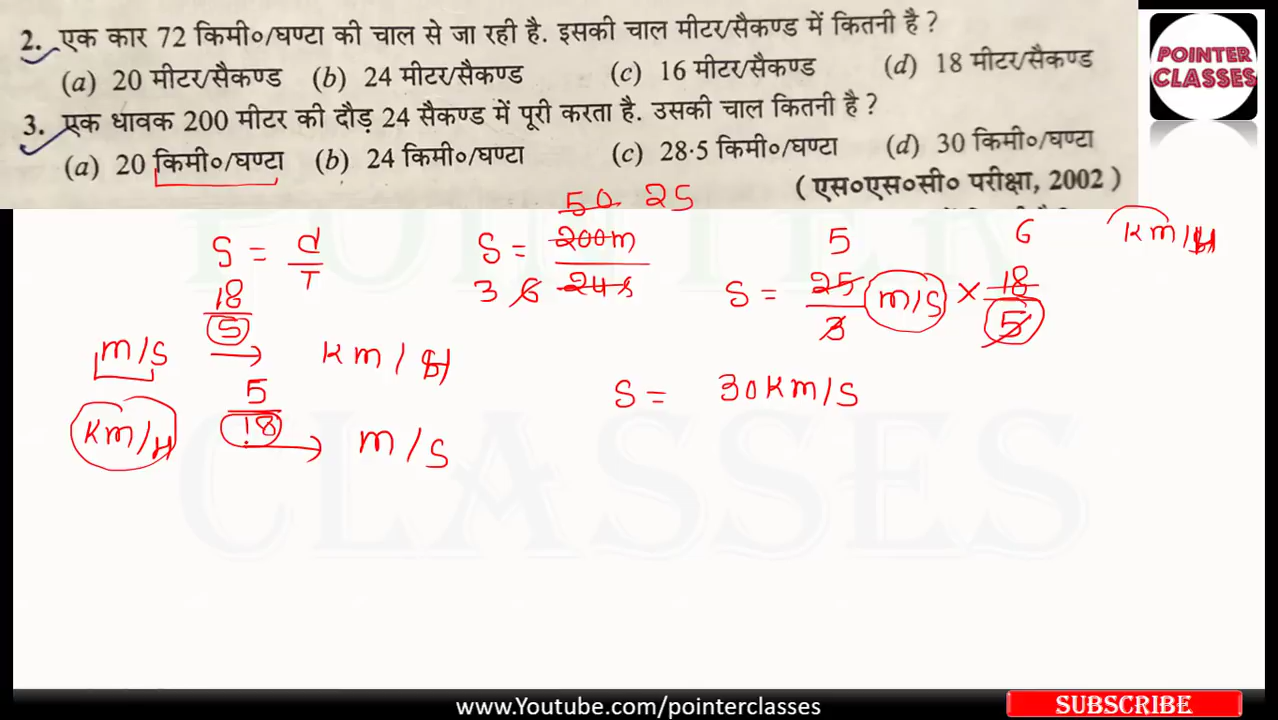 2. एक कार 72 किमी०/घण्टा की चाल से जा रही है. इसकी चाल मीटर/सैकण्ड में कितनी है ?
(a) 20 मीटर/सैकण्ड (b) 24 मीटर/सैकण्ड (c) 16 मीटर/सैकण्ड (d) 18 मीटर/सैकण्ड
3. एक धावक 200 मीटर की दौड़ 24 सैकण्ड में पूरी करता है. उसकी चाल कितनी है ?
(a) 20 किमी०/घण्टा (b) 24 किमी०/घण्टा (c) 28·5 किमी०/घण्टा (d) 30 किमी०/घण्टा
( एस०एस०सी० परीक्षा, 2002 )
POINTER
CLASSES
S = d/T
50 25
S = 200m / 24s
3 6
5 6 km/H
S = 25/3 m/s × 18/5
18/5
m/s → km/H
S = 30km/s
5/18
km/H → m/s
POINTER
CLASSES
www.Youtube.com/pointerclasses
SUBSCRIBE